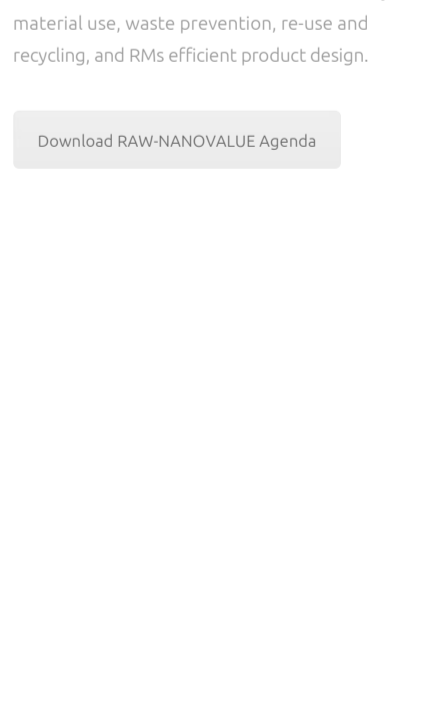 material use, waste prevention, re-use and
recycling, and RMs efficient product design.
Download RAW-NANOVALUE Agenda